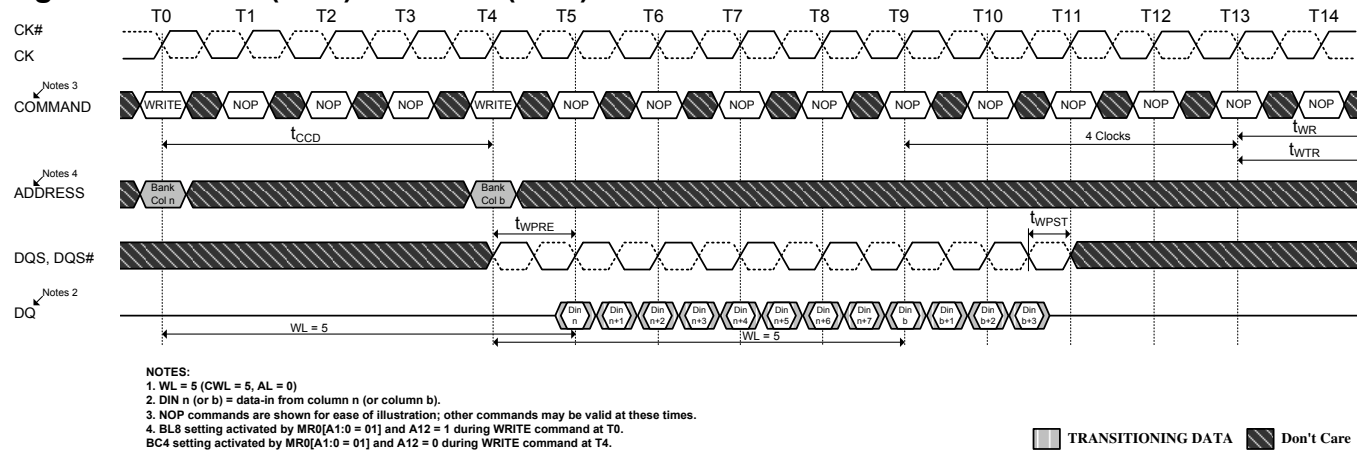 T0 T1 T2 T3 T4 T5 T6 T7 T8 T9 T10 T11 T12 T13 T14
CK#
CK
Notes 3
COMMAND
WRITE NOP NOP NOP WRITE NOP NOP NOP NOP NOP NOP NOP NOP NOP NOP
tCCD
4 Clocks
tWR
tWTR
Notes 4
ADDRESS
Bank
Col n
Bank
Col b
tWPRE
tWPST
DQS, DQS#
Notes 2
DQ
Din n Din n+1 Din n+2 Din n+3 Din n+4 Din n+5 Din n+6 Din n+7 Din b Din b+1 Din b+2 Din b+3
WL = 5
WL = 5
NOTES:
1. WL = 5 (CWL = 5, AL = 0)
2. DIN n (or b) = data-in from column n (or column b).
3. NOP commands are shown for ease of illustration; other commands may be valid at these times.
4. BL8 setting activated by MR0[A1:0 = 01] and A12 = 1 during WRITE command at T0.
BC4 setting activated by MR0[A1:0 = 01] and A12 = 0 during WRITE command at T4.
TRANSITIONING DATA
Don't Care